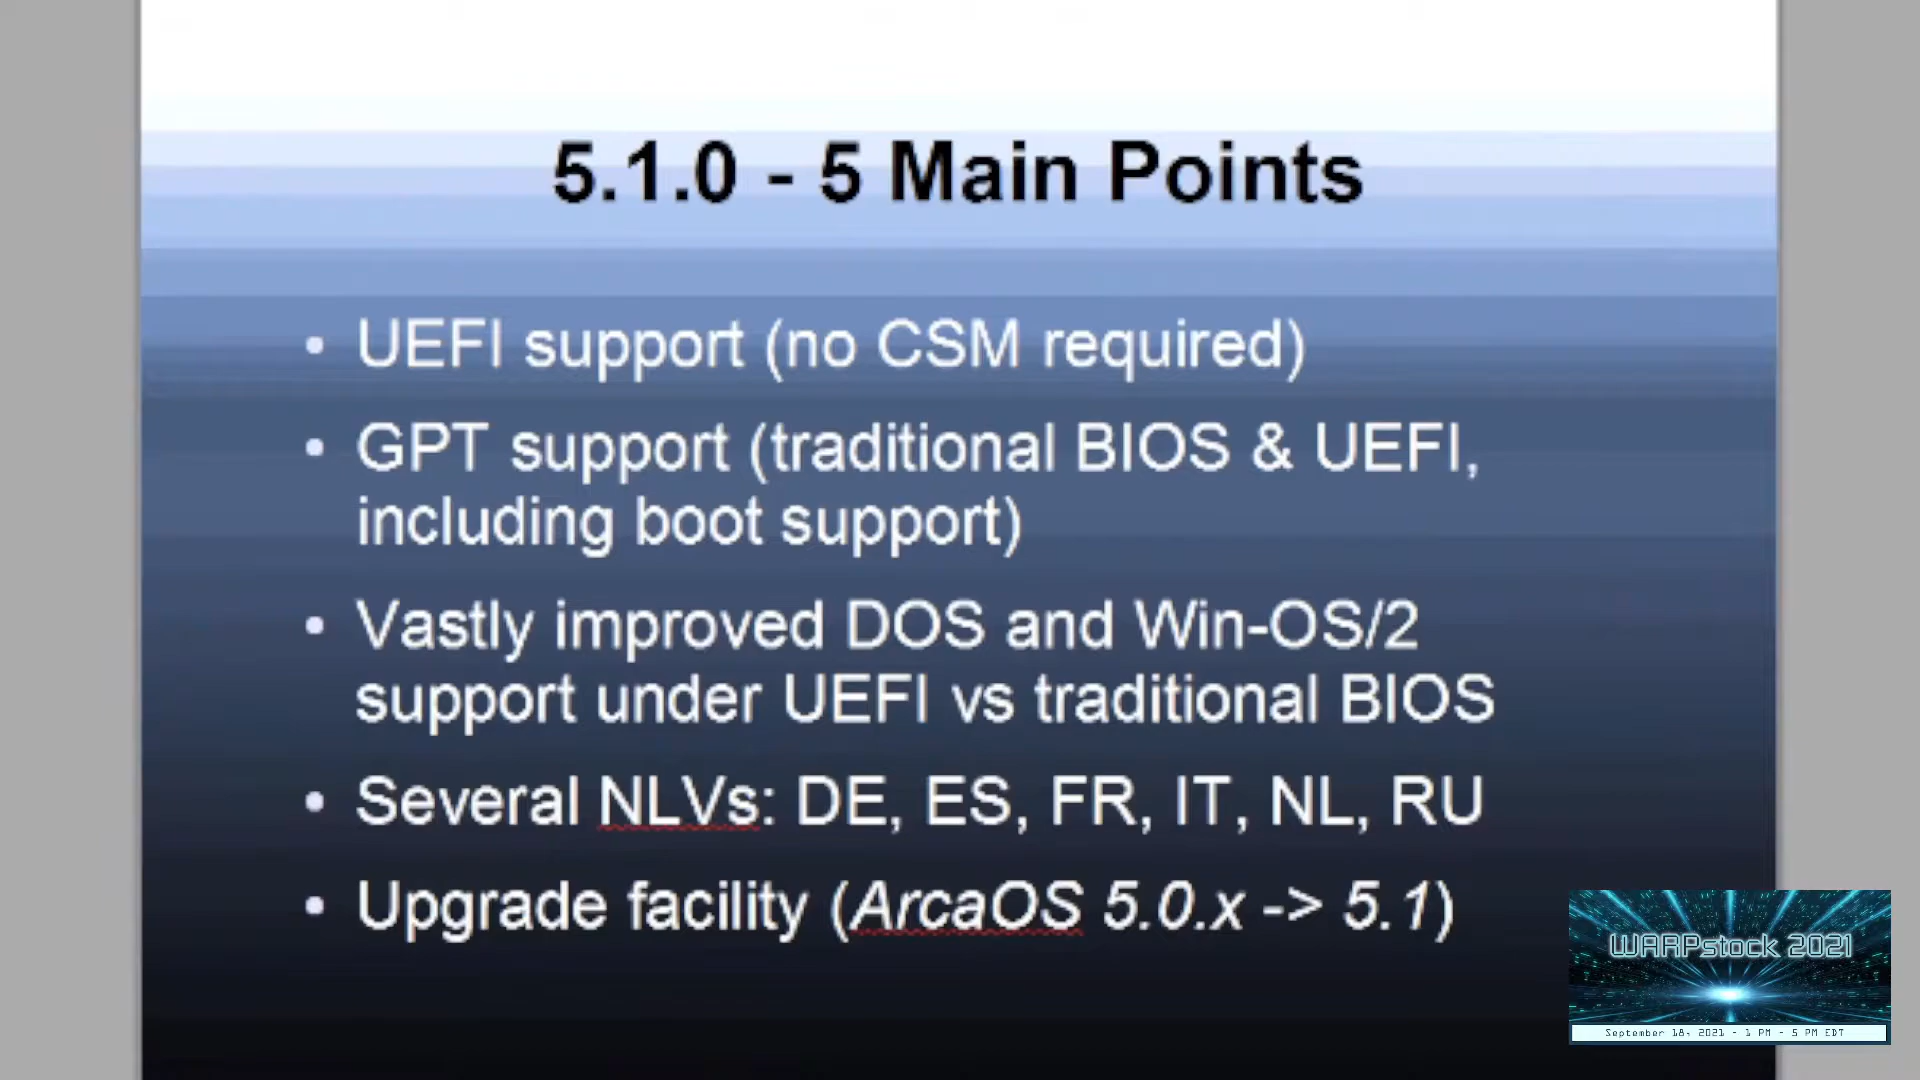 5.1.0 - 5 Main Points
• UEFI support (no CSM required)
• GPT support (traditional BIOS & UEFI,
including boot support)
• Vastly improved DOS and Win-OS/2
support under UEFI vs traditional BIOS
• Several NLVs: DE, ES, FR, IT, NL, RU
• Upgrade facility (ArcaOS 5.0.x -> 5.1)
WARPstock 2021
September 18, 2021 - 1 PM - 5 PM EDT